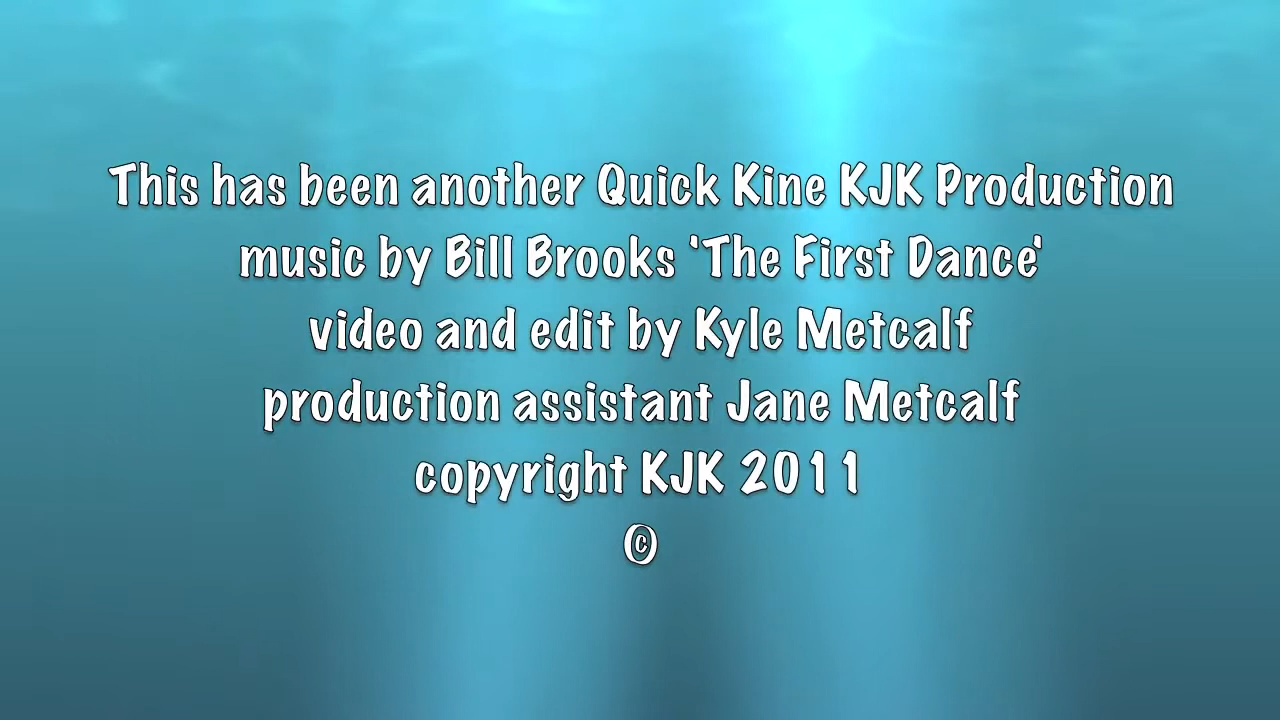 This has been another Quick Kine KJK Production
music by Bill Brooks 'The First Dance'
video and edit by Kyle Metcalf
production assistant Jane Metcalf
copyright KJK 2011
©